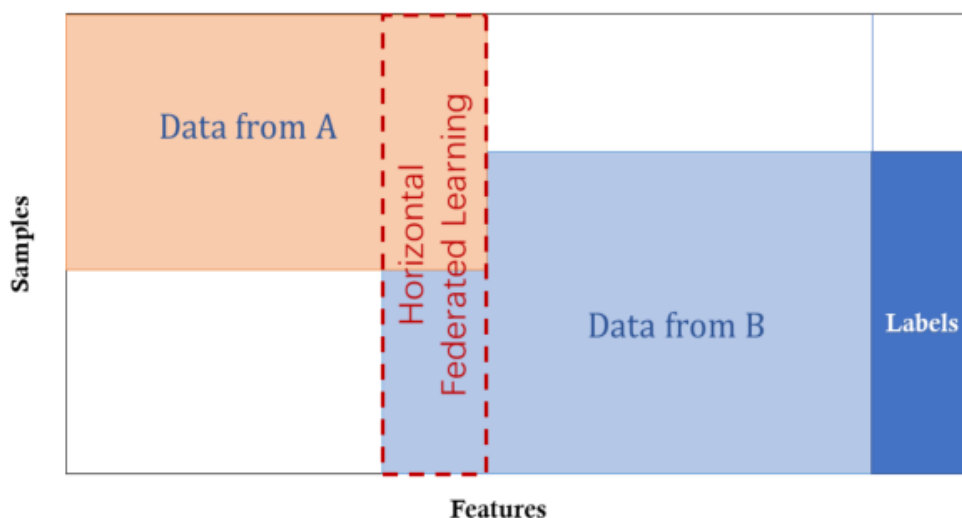 Data from A
Horizontal
Federated Learning
Samples
Data from B
Labels
Features